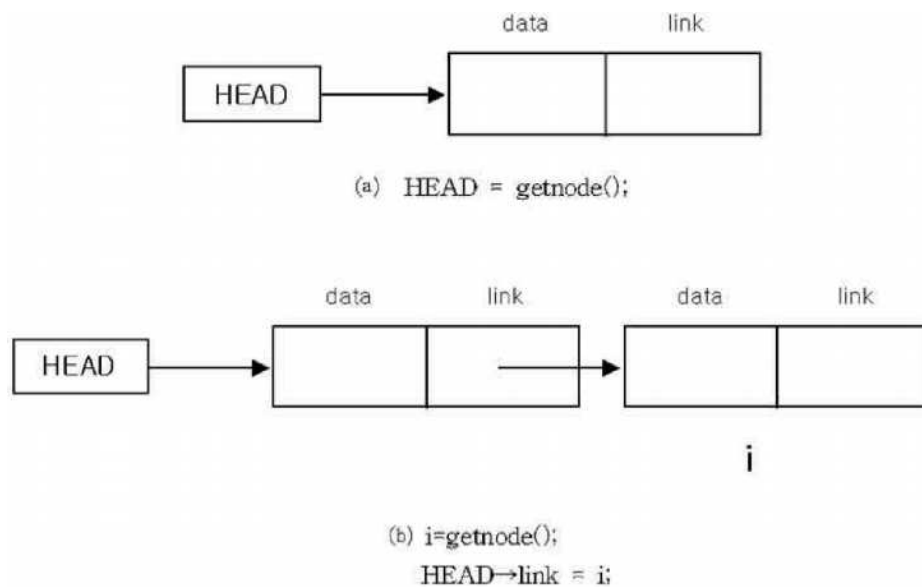 data link
HEAD
(a) HEAD = getnode();
data link data link
HEAD
i
(b) i=getnode();
HEAD→link = i;